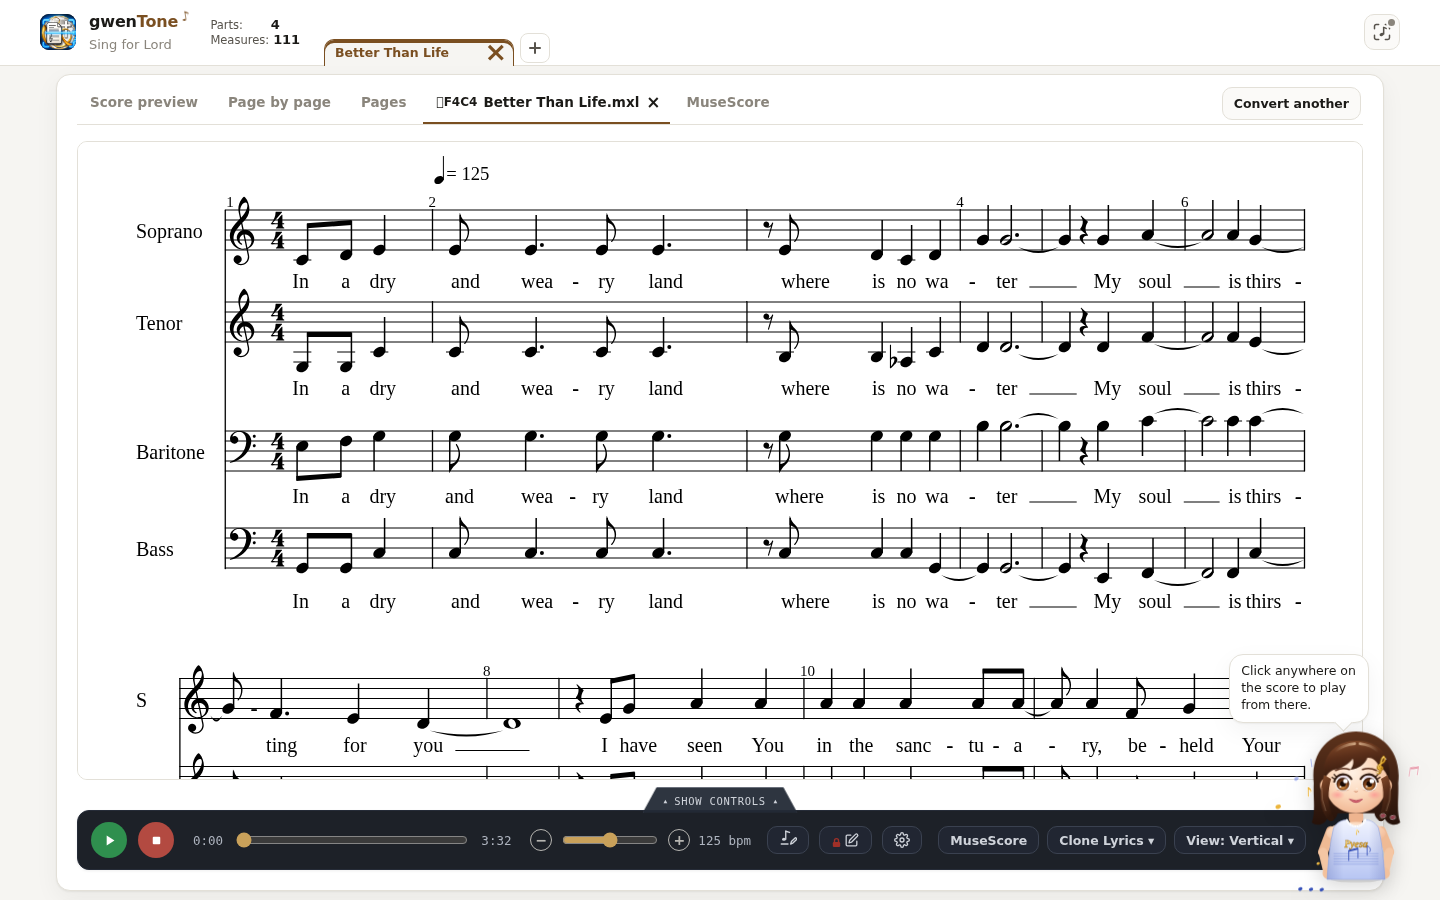 gwenTone
Sing for Lord
Parts: 4
Measures: 111
Better Than Life
Score preview
Page by page
Pages
F4C4 Better Than Life.mxl
MuseScore
Convert another
= 125
1 2 4 6
Soprano
In a dry and wea - ry land where is no wa - ter My soul is thirs -
Tenor
In a dry and wea - ry land where is no wa - ter My soul is thirs -
Baritone
In a dry and wea - ry land where is no wa - ter My soul is thirs -
Bass
In a dry and wea - ry land where is no wa - ter My soul is thirs -
8 10
S
- ting for you I have seen You in the sanc - tu - a - ry, be - held Your
Click anywhere on
the score to play
from there.
SHOW CONTROLS
0:00
3:32
125 bpm
MuseScore
Clone Lyrics ▾
View: Vertical ▾